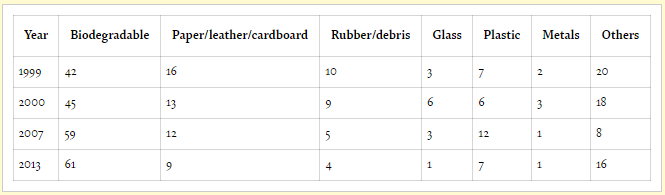 Year Biodegradable Paper/leather/cardboard Rubber/debris Glass Plastic Metals Others
1999 42 16 10 3 7 2 20
2000 45 13 9 6 6 3 18
2007 59 12 5 3 12 1 8
2013 61 9 4 1 7 1 16